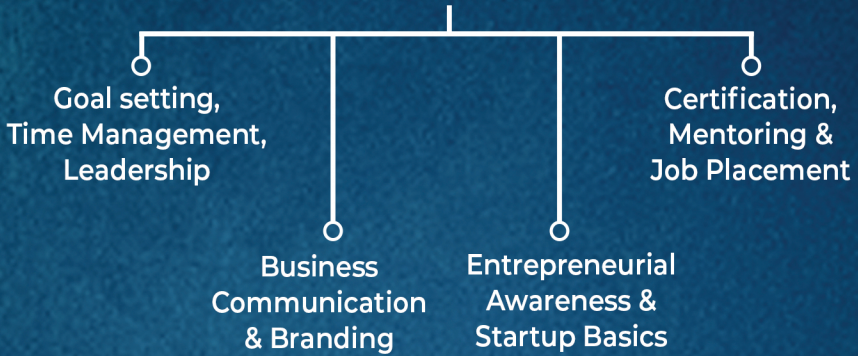 Goal setting,
Time Management,
Leadership
Business
Communication
& Branding
Entrepreneurial
Awareness &
Startup Basics
Certification,
Mentoring &
Job Placement